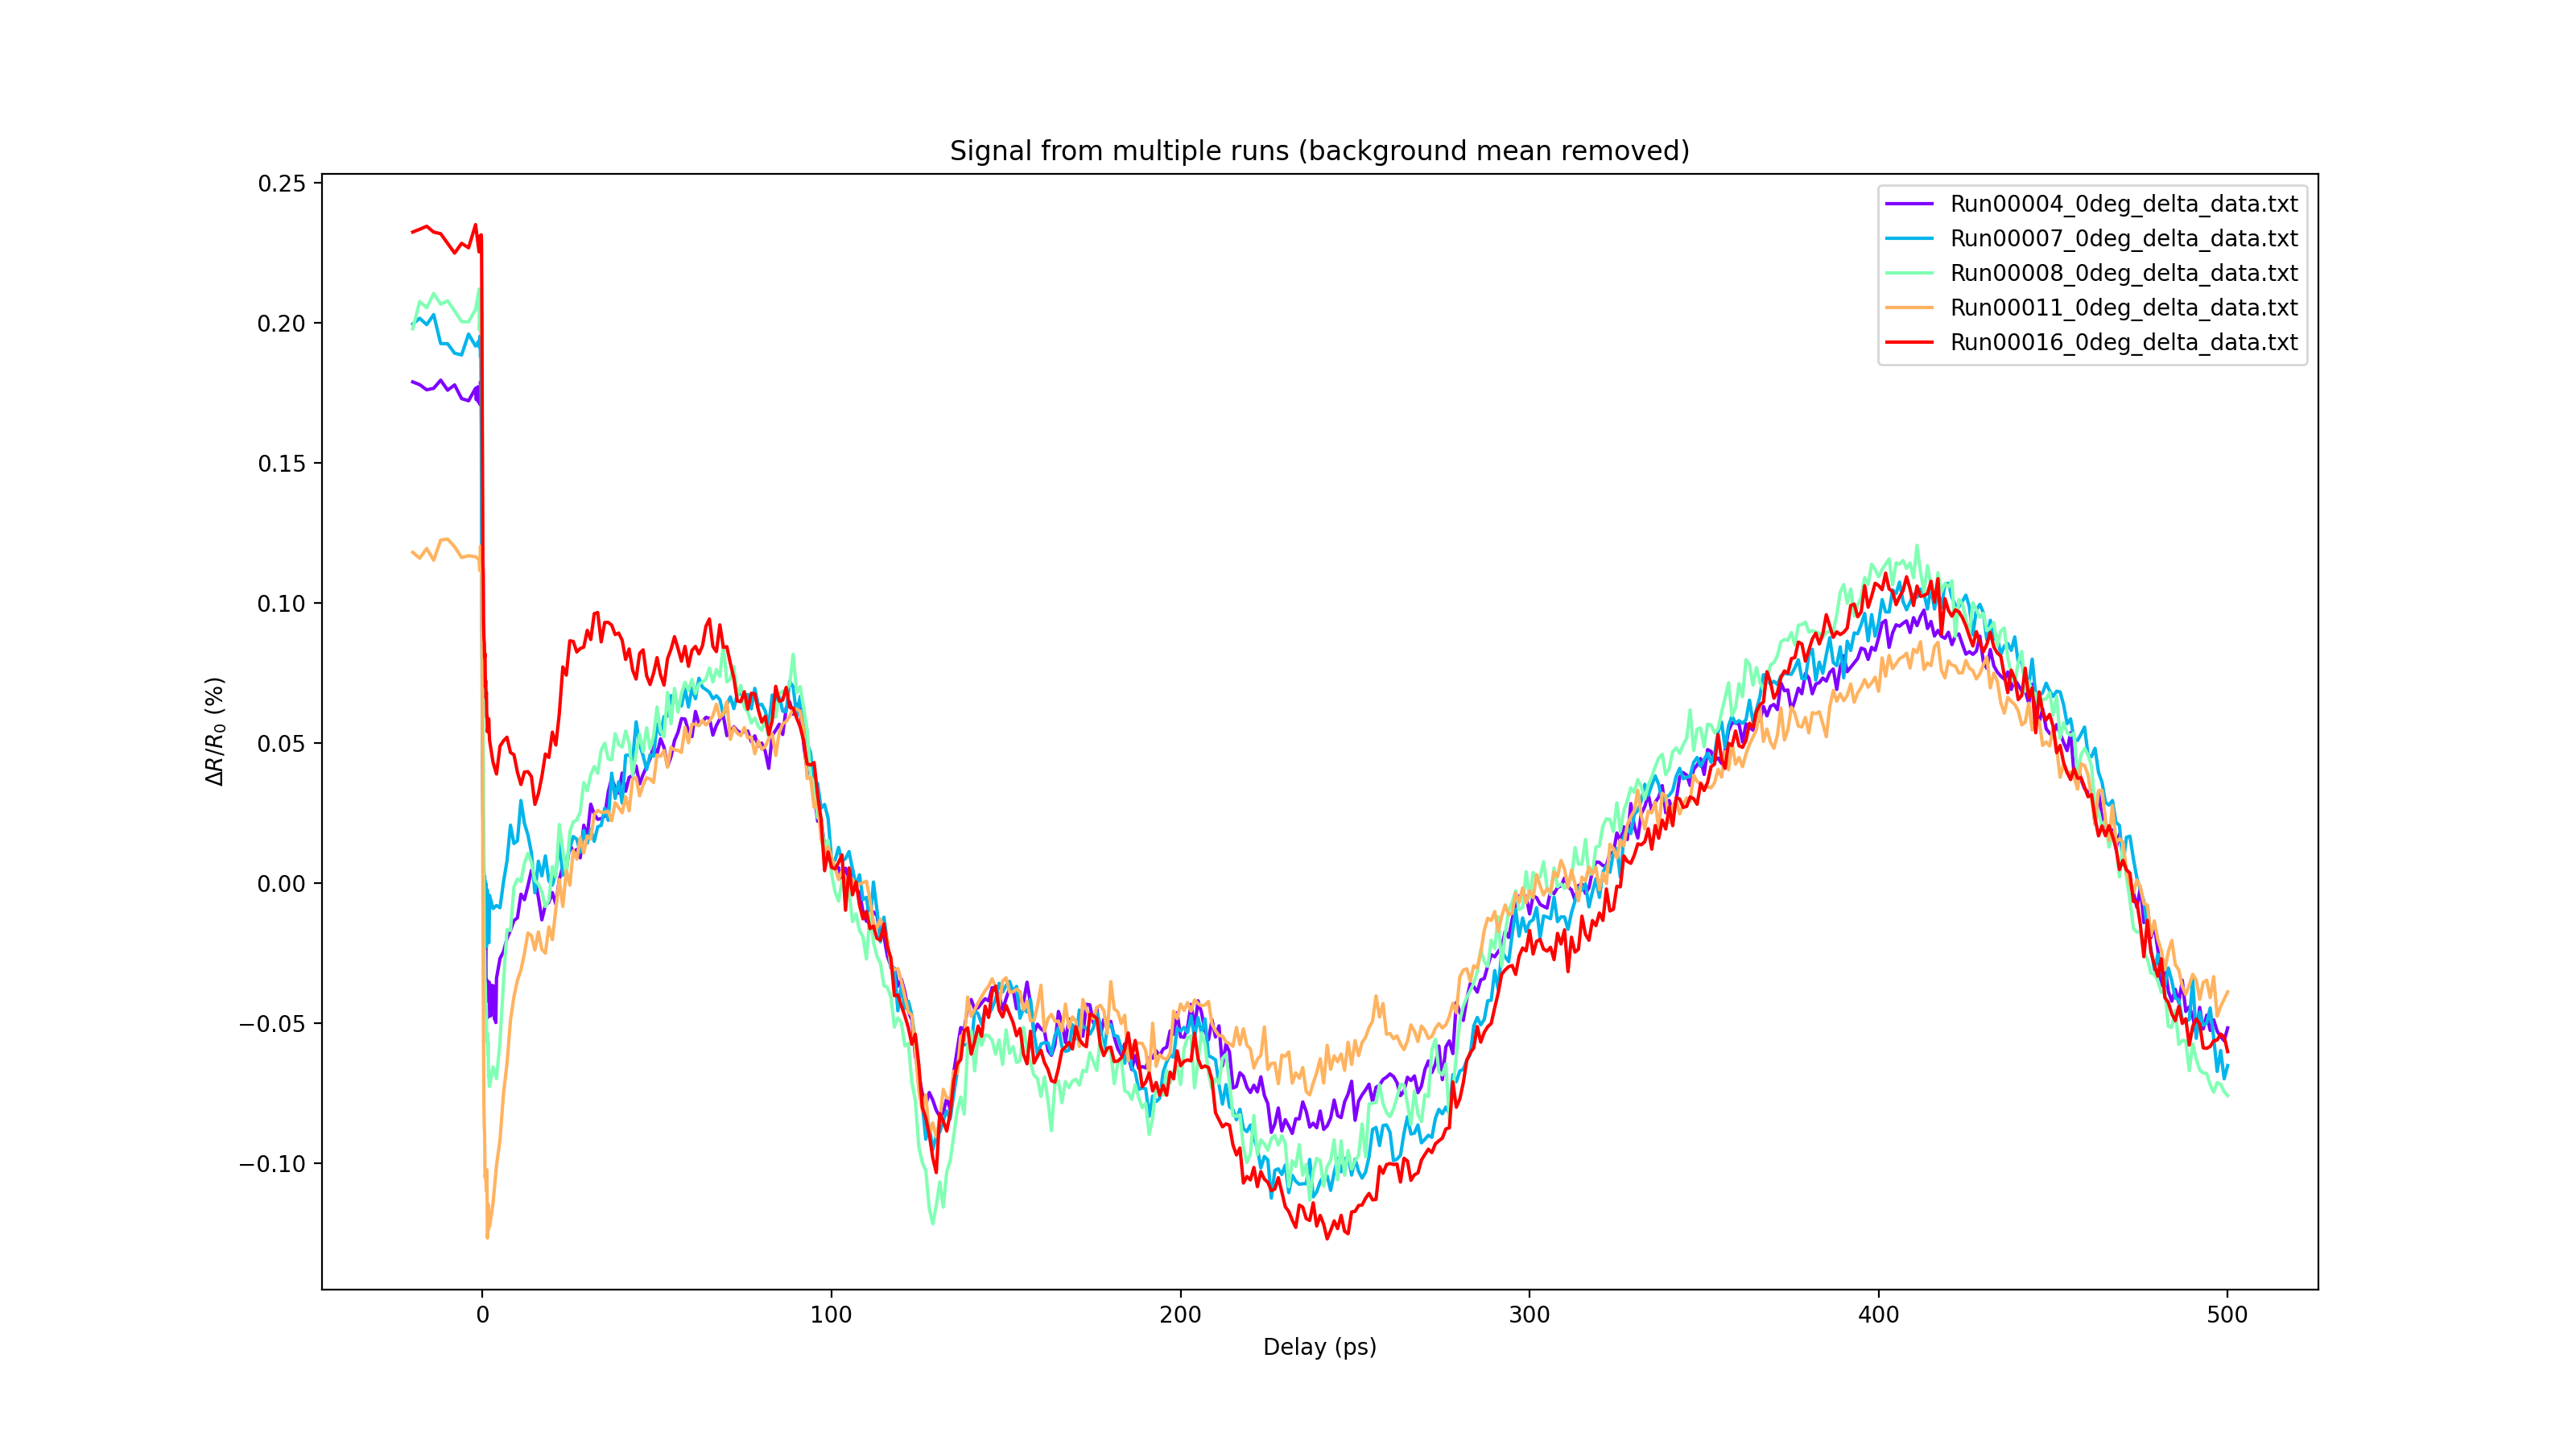 Signal from multiple runs (background mean removed)
0.25
0.20
0.15
0.10
0.05
0.00
−0.05
−0.10
ΔR/R₀ (%)
Run00004_0deg_delta_data.txt
Run00007_0deg_delta_data.txt
Run00008_0deg_delta_data.txt
Run00011_0deg_delta_data.txt
Run00016_0deg_delta_data.txt
0 100 200 300 400 500
Delay (ps)